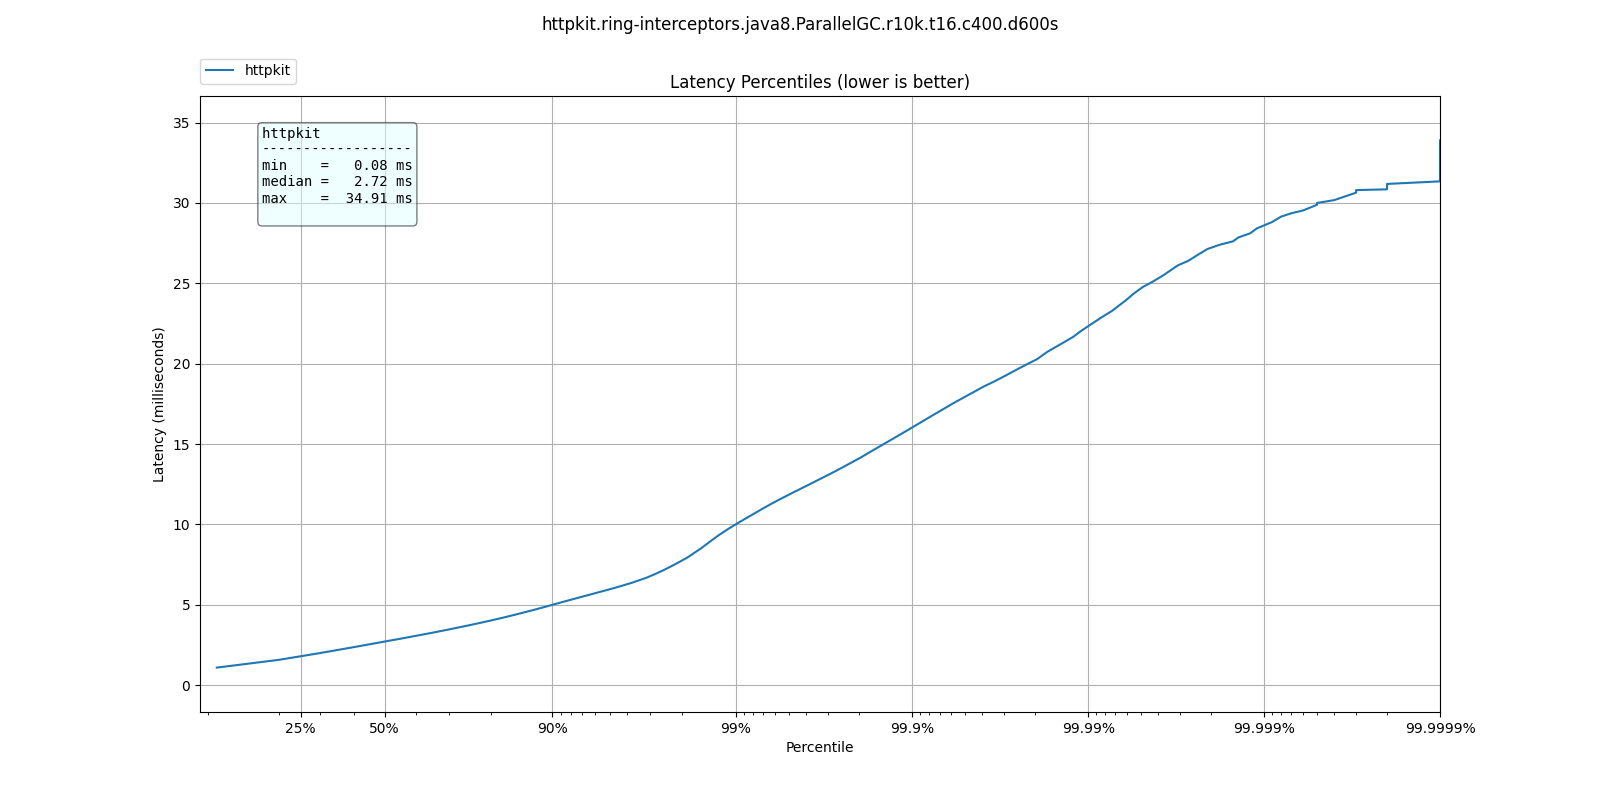 httpkit.ring-interceptors.java8.ParallelGC.r10k.t16.c400.d600s
httpkit
Latency Percentiles (lower is better)
httpkit
------------------
min    =   0.08 ms
median =   2.72 ms
max    =  34.91 ms
35
30
25
20
15
10
5
0
Latency (milliseconds)
25% 50% 90% 99% 99.9% 99.99% 99.999% 99.9999%
Percentile